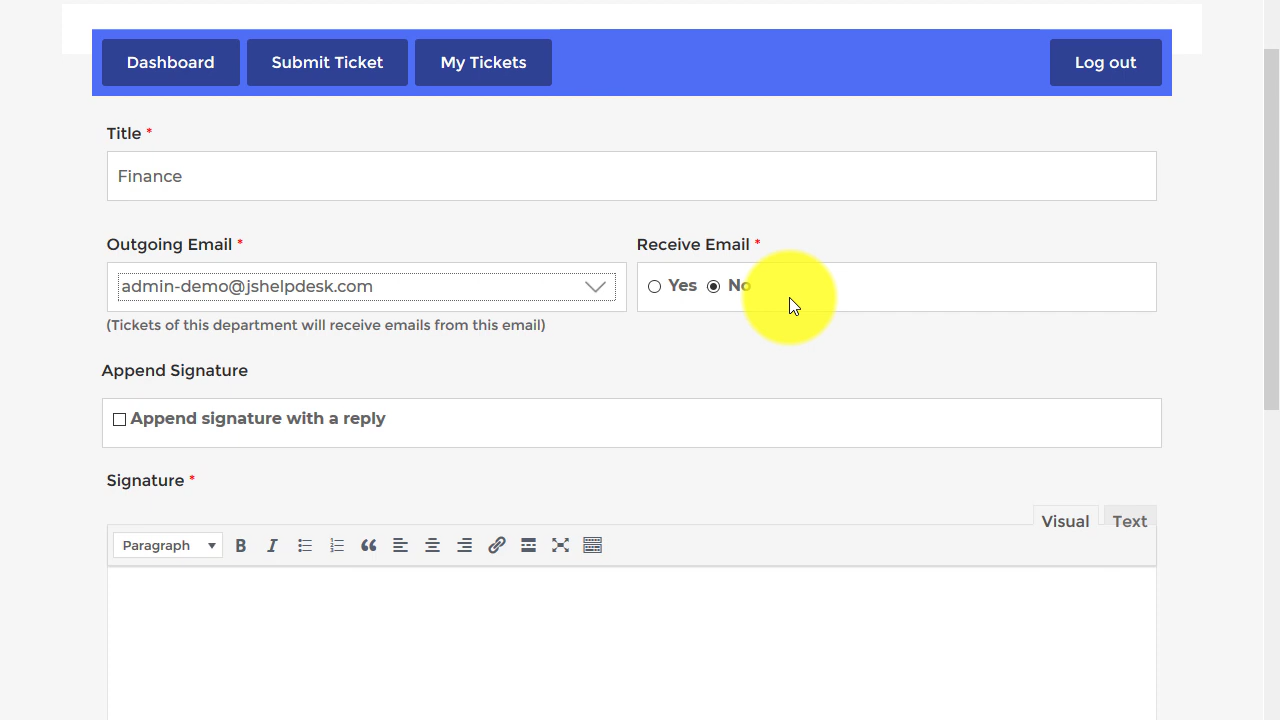 Dashboard Submit Ticket My Tickets Log out
Title *
Finance
Outgoing Email * Receive Email *
admin-demo@jshelpdesk.com Yes No
(Tickets of this department will receive emails from this email)
Append Signature
Append signature with a reply
Signature *
Visual Text
Paragraph